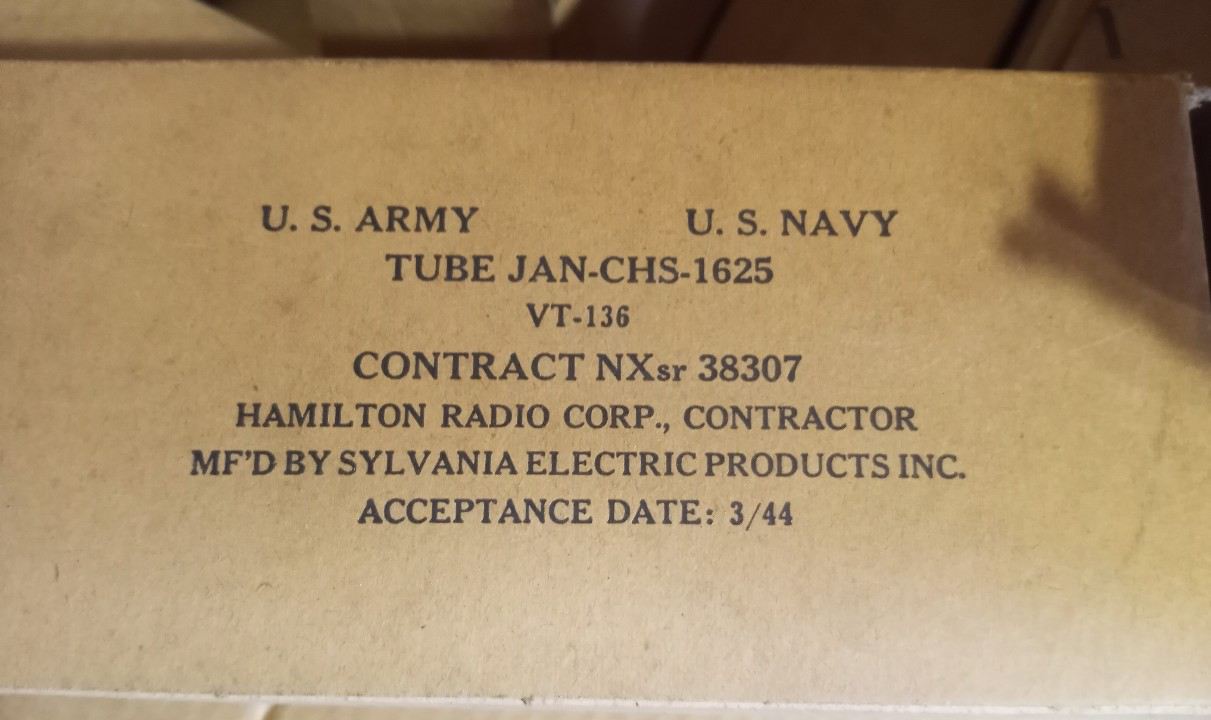 U. S. ARMY U. S. NAVY
TUBE JAN-CHS-1625
VT-136
CONTRACT NXsr 38307
HAMILTON RADIO CORP., CONTRACTOR
MF'D BY SYLVANIA ELECTRIC PRODUCTS INC.
ACCEPTANCE DATE: 3/44